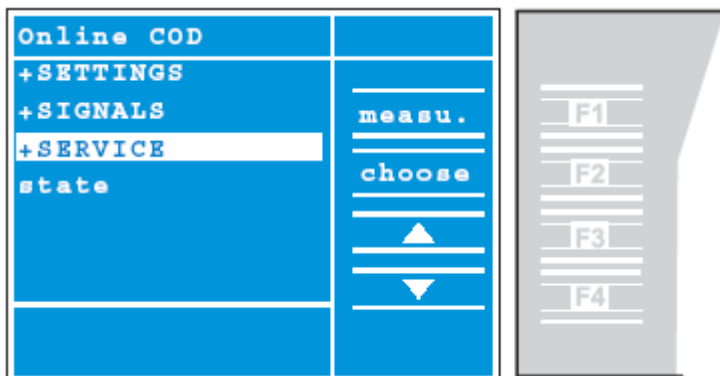 Online COD
+SETTINGS
+SIGNALS
+SERVICE
state
measu.
choose
F1
F2
F3
F4